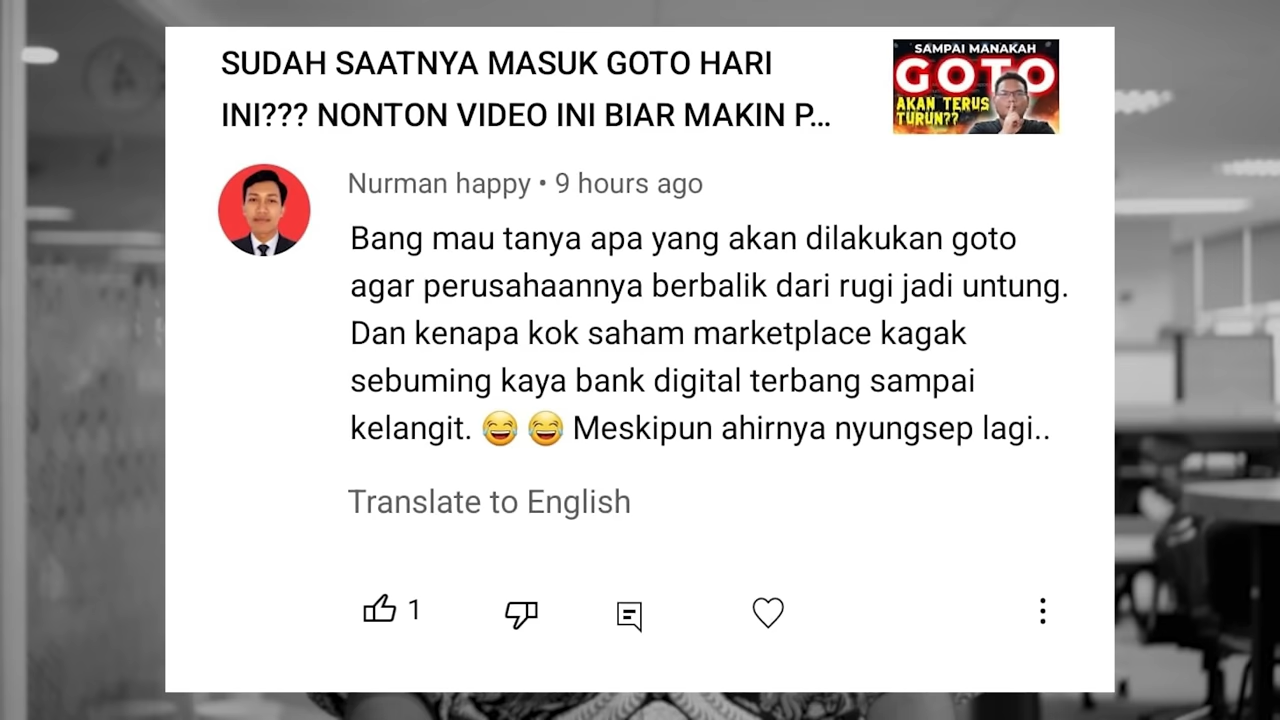 SUDAH SAATNYA MASUK GOTO HARI
INI??? NONTON VIDEO INI BIAR MAKIN P...
SAMPAI MANAKAH
GOTO
AKAN TERUS
TURUN??
Nurman happy • 9 hours ago
Bang mau tanya apa yang akan dilakukan goto
agar perusahaannya berbalik dari rugi jadi untung.
Dan kenapa kok saham marketplace kagak
sebuming kaya bank digital terbang sampai
kelangit. 😂 😂 Meskipun ahirnya nyungsep lagi..
Translate to English
1